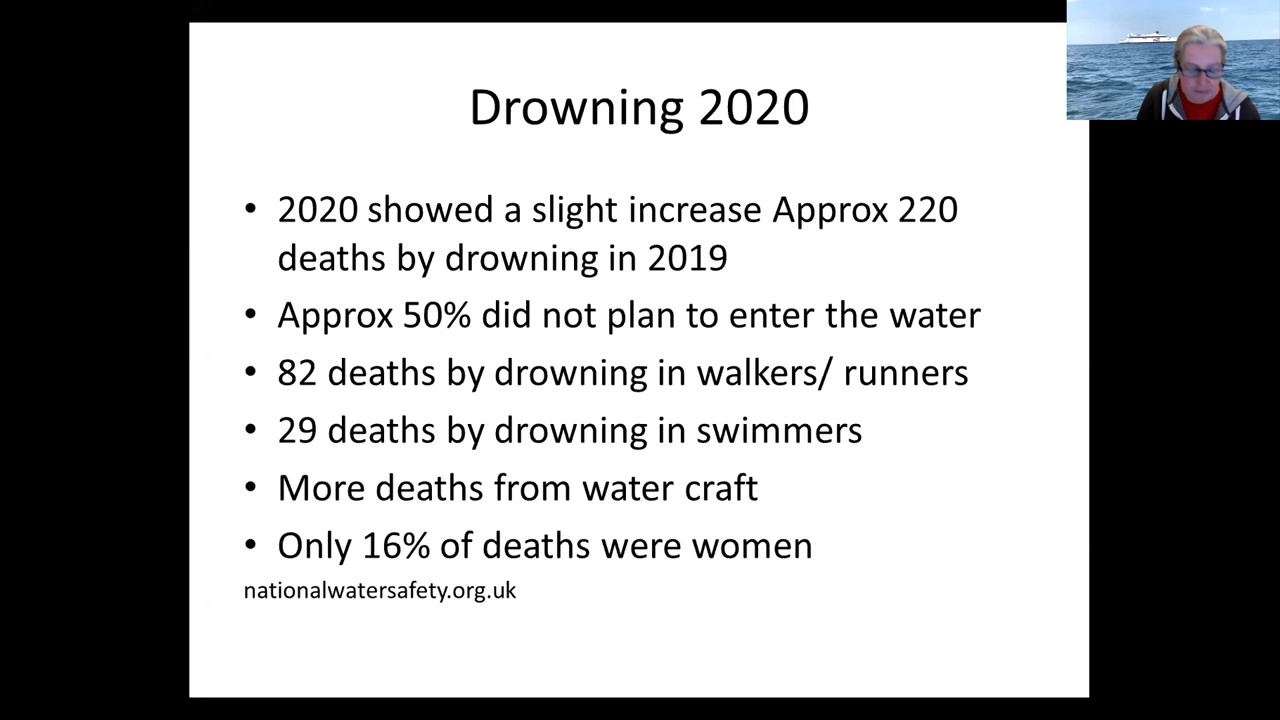 Drowning 2020
• 2020 showed a slight increase Approx 220
deaths by drowning in 2019
• Approx 50% did not plan to enter the water
• 82 deaths by drowning in walkers/ runners
• 29 deaths by drowning in swimmers
• More deaths from water craft
• Only 16% of deaths were women
nationalwatersafety.org.uk